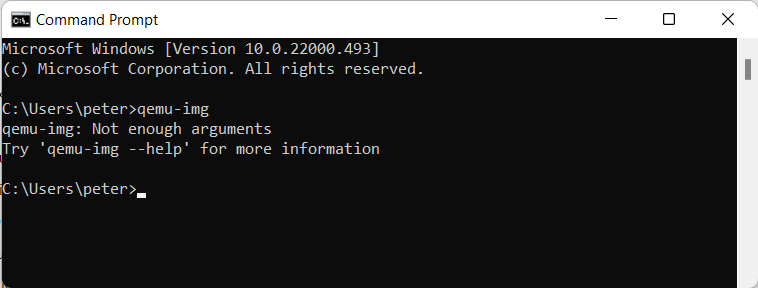 Command Prompt
Microsoft Windows [Version 10.0.22000.493]
(c) Microsoft Corporation. All rights reserved.
C:\Users\peter>qemu-img
qemu-img: Not enough arguments
Try 'qemu-img --help' for more information
C:\Users\peter>